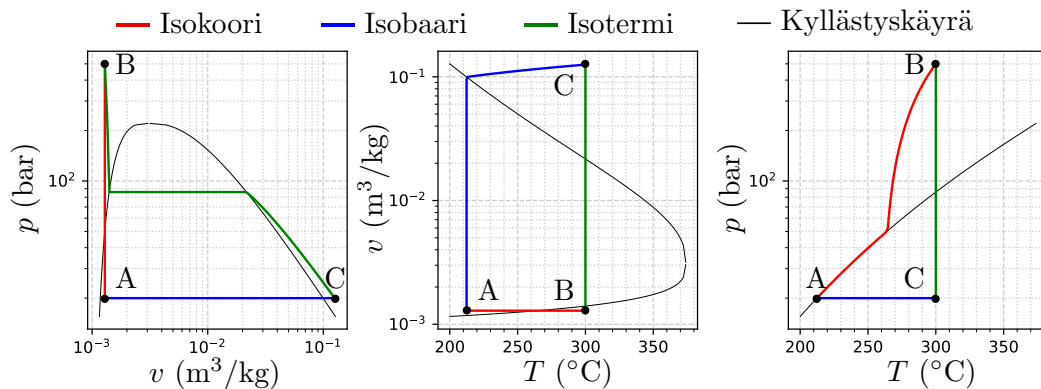 Isokoori Isobaari Isotermi Kyllästyskäyrä
B
A
C
10²
p (bar)
10⁻³ 10⁻² 10⁻¹
v (m³/kg)
C
A
B
10⁻¹
10⁻²
10⁻³
v (m³/kg)
200 250 300 350
T (°C)
B
A
C
10²
p (bar)
200 250 300 350
T (°C)